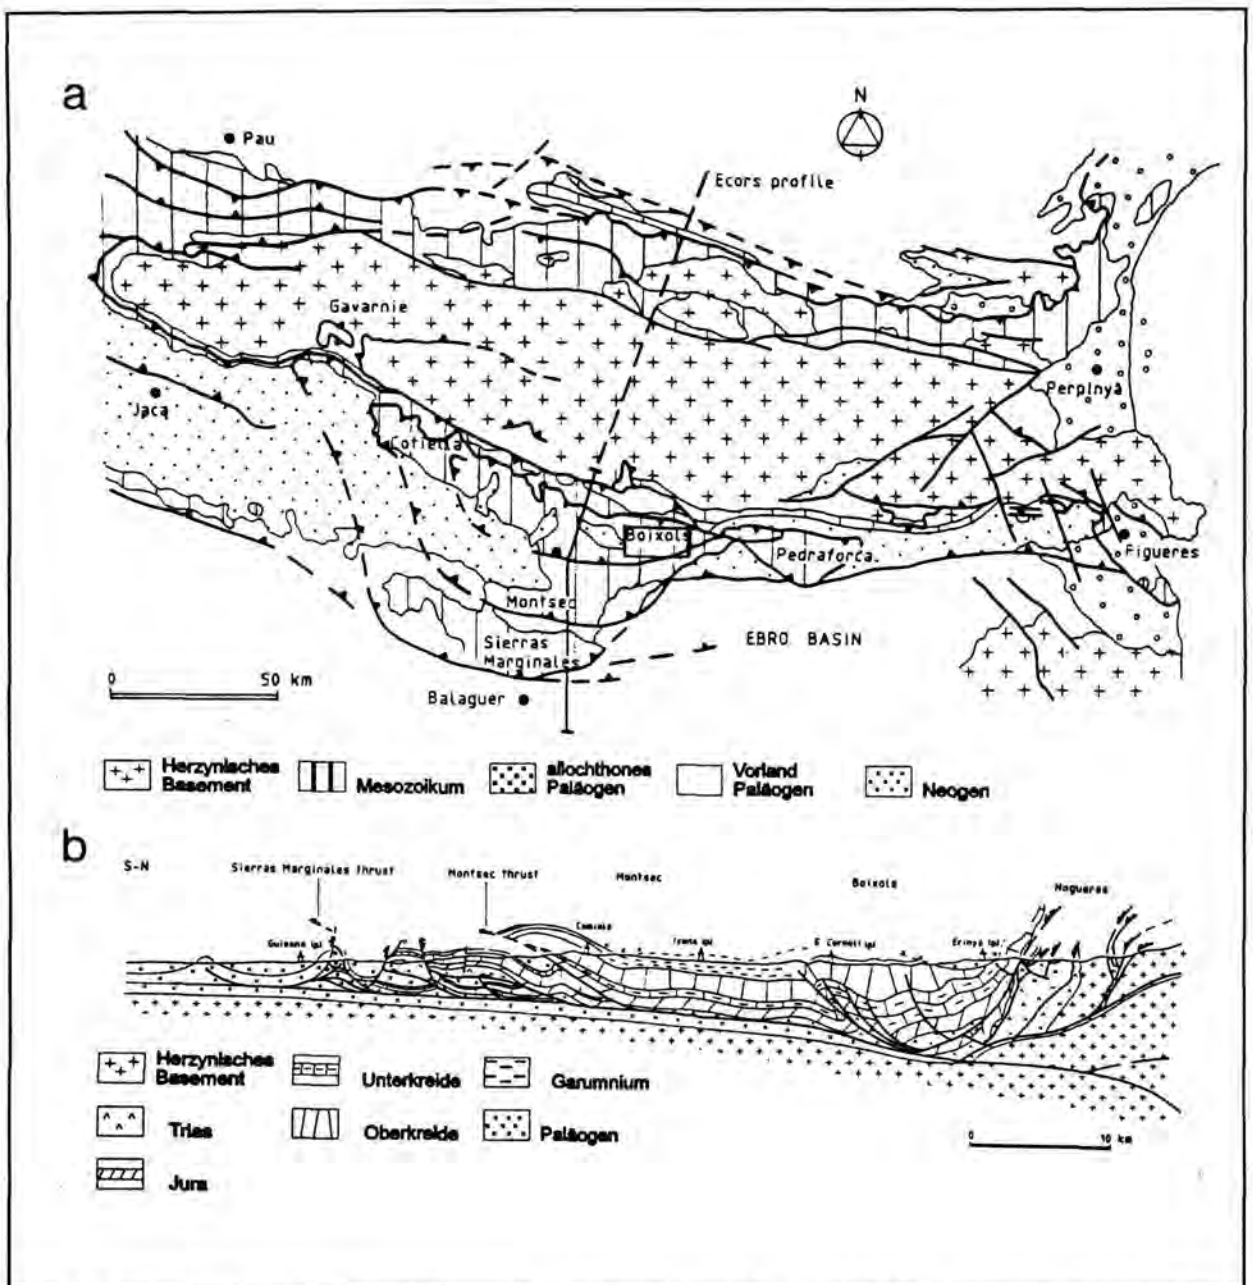 a
N
Pau
Ecors profile
Gavarnie
Perpinyà
Jaca
Cotiella
Boixols
Pedraforca
Figueres
Montsec
EBRO BASIN
Sierras
Marginales
0 50 km
Balaguer
Herzynisches
Basement
Mesozoikum
allochthones
Paläogen
Vorland
Paläogen
Neogen
b
S-N
Sierras Marginales thrust
Montsec thrust
Montsec
Boixols
Nogueres
Herzynisches
Basement
Unterkreide
Garumnium
Trias
Oberkreide
Paläogen
0 10 km
Jura